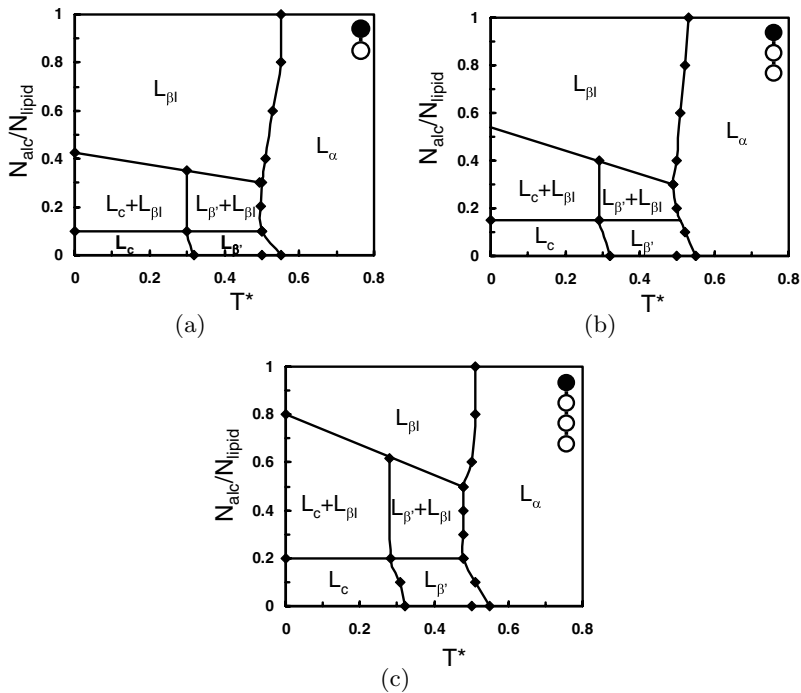 1
0.8
0.6
0.4
0.2
0
N_alc/N_lipid
L_βI
L_α
L_c+L_βI
L_β'+L_βI
L_c
L_β'
0 0.2 0.4 0.6 0.8
T*
(a)
1
0.8
0.6
0.4
0.2
0
N_alc/N_lipid
L_βI
L_α
L_c+L_βI
L_β'+L_βI
L_c
L_β'
0 0.2 0.4 0.6 0.8
T*
(b)
1
0.8
0.6
0.4
0.2
0
N_alc/N_lipid
L_βI
L_α
L_c+L_βI
L_β'+L_βI
L_c
L_β'
0 0.2 0.4 0.6 0.8
T*
(c)